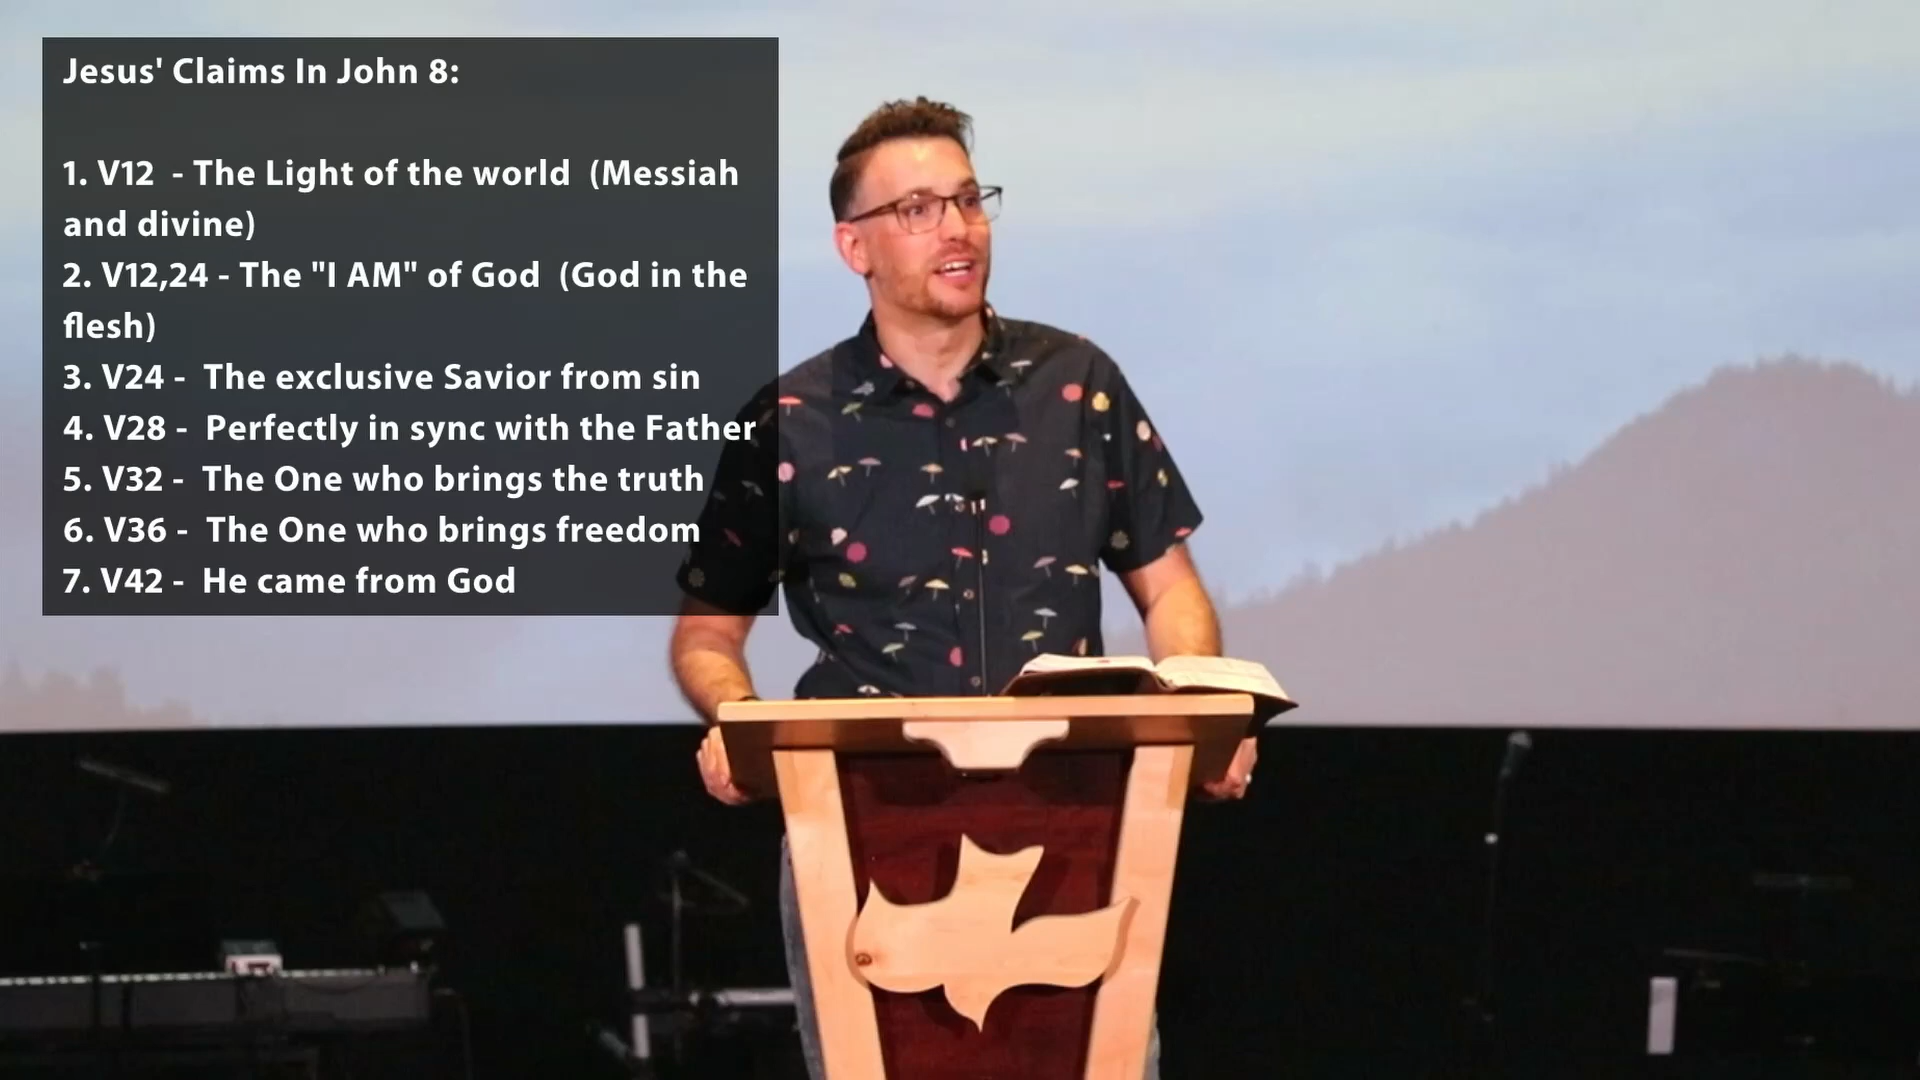 Jesus' Claims In John 8:
1. V12 - The Light of the world (Messiah
and divine)
2. V12,24 - The "I AM" of God (God in the
flesh)
3. V24 - The exclusive Savior from sin
4. V28 - Perfectly in sync with the Father
5. V32 - The One who brings the truth
6. V36 - The One who brings freedom
7. V42 - He came from God